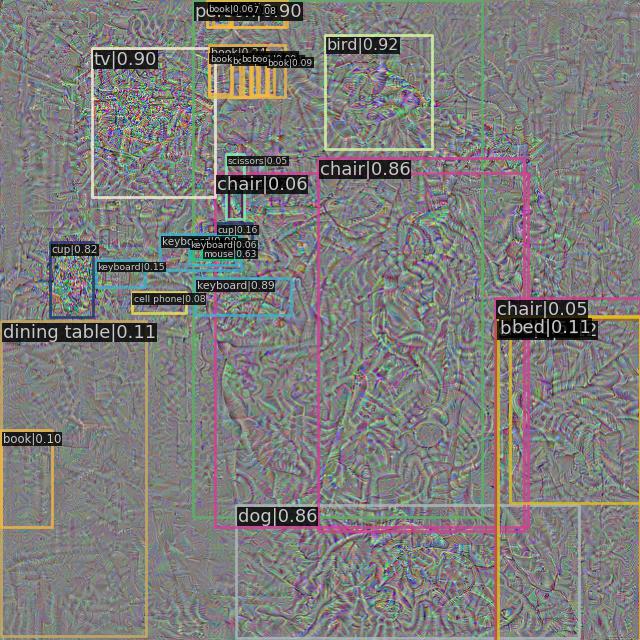 book|0.067
bird|0.92
tv|0.90
book|0.09
scissors|0.05
chair|0.86
chair|0.06
cup|0.16
keyboard|0.06
cup|0.82
mouse|0.63
keyboard|0.15
keyboard|0.89
cell phone|0.08
chair|0.05
dining table|0.11
bed|0.11
book|0.10
dog|0.86